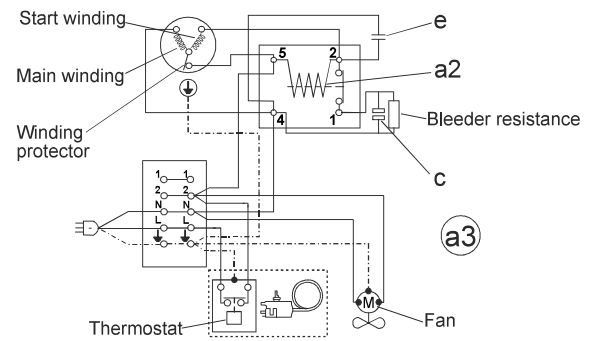 Start winding
e
5 2
a2
Main winding
4 1
Bleeder resistance
Winding
protector
c
1 1
2 2
N N
L L
a3
M
Fan
Thermostat